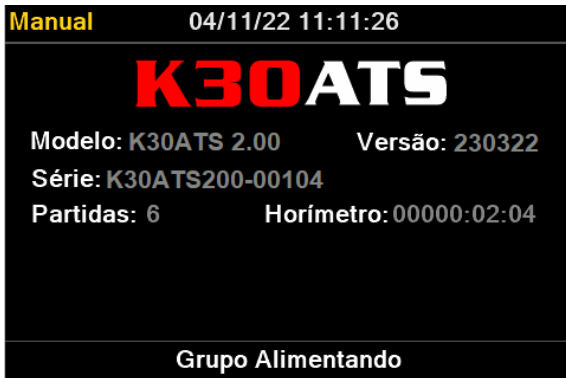 Manual 04/11/22 11:11:26
K30ATS
Modelo: K30ATS 2.00 Versão: 230322
Série: K30ATS200-00104
Partidas: 6 Horímetro: 00000:02:04
Grupo Alimentando